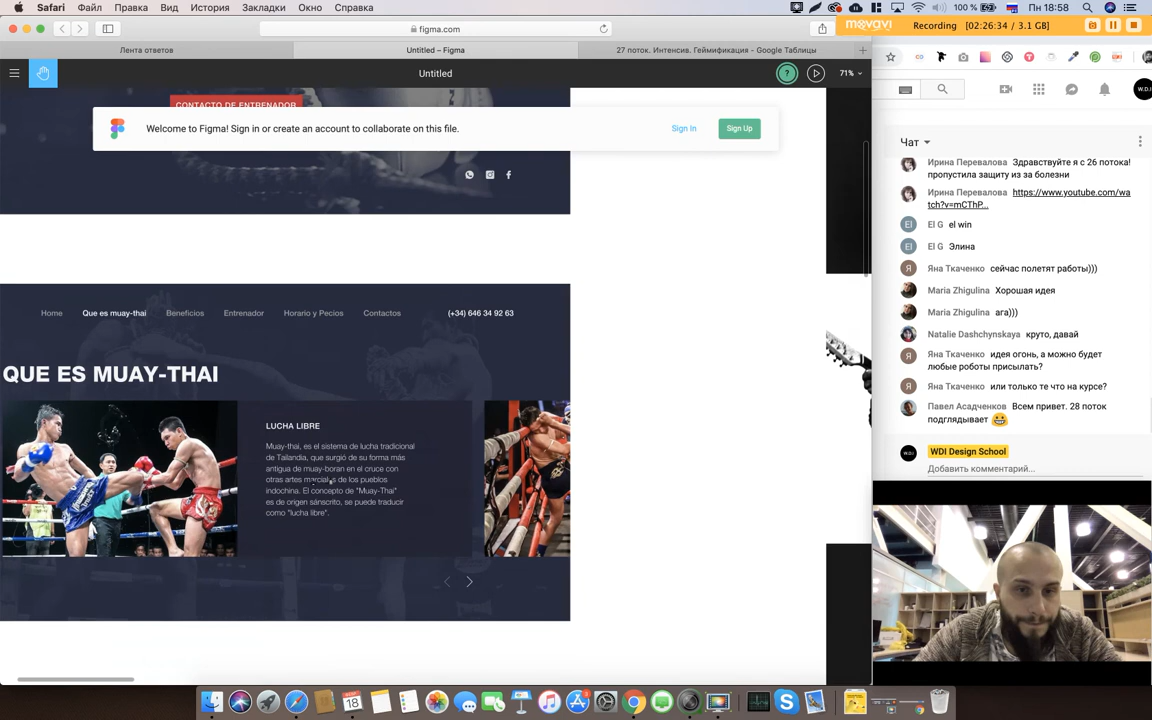 Safari Файл Правка Вид История Закладки Окно Справка
100 % Пн 18:58
movavi Recording [02:26:34 / 3.1 GB]
figma.com
Лента ответов
Untitled – Figma
27 поток. Интенсив. Геймификация - Google Таблицы
Untitled
? 71%
CONTACTO DE ENTRENADOR
Welcome to Figma! Sign in or create an account to collaborate on this file.
Sign In
Sign Up
Home Que es muay-thai Beneficios Entrenador Horario y Pecios Contactos (+34) 646 34 92 63
QUE ES MUAY-THAI
LUCHA LIBRE
Muay-thai, es el sistema de lucha tradicional
de Tailandia, que surgió de su forma más
antigua de muay-boran en el cruce con
otras artes marciales de los pueblos
indochina. El concepto de "Muay-Thai"
es de origen sánscrito, se puede traducir
como "lucha libre".
Чат
Ирина Перевалова Здравствуйте я с 26 потока!
пропустила защиту из за болезни
Ирина Перевалова https://www.youtube.com/wa
tch?v=mCThP...
El El G el win
El El G Элина
Я Яна Ткаченко сейчас полетят работы)))
Maria Zhigulina Хорошая идея
Maria Zhigulina ага)))
Natalie Dashchynskaya круто, давай
Яна Ткаченко идея огонь, а можно будет
Я любые роботы присылать?
Я Яна Ткаченко или только те что на курсе?
Павел Асадченков Всем привет. 28 поток
П подглядывает
W.DJ WDI Design School
Добавить комментарий...